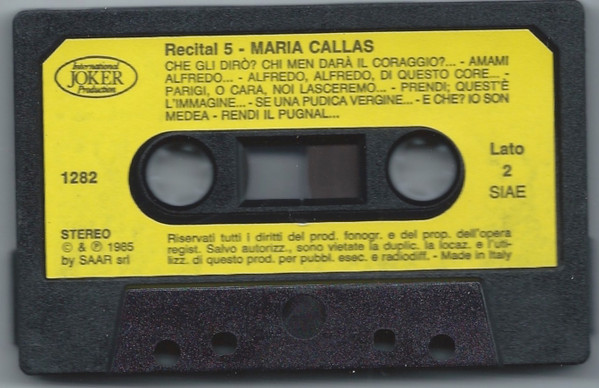 International
JOKER
Production
Recital 5 - MARIA CALLAS
CHE GLI DIRÒ? CHI MEN DARÀ IL CORAGGIO?... - AMAMI
ALFREDO... - ALFREDO, ALFREDO, DI QUESTO CORE... -
PARIGI, O CARA, NOI LASCEREMO... - PRENDI; QUEST'È
L'IMMAGINE... - SE UNA PUDICA VERGINE... - E CHE? IO SON
MEDEA - RENDI IL PUGNAL...
1282
Lato
2
SIAE
STEREO
© & ℗ 1985
by SAAR srl
Riservati tutti i diritti del prod. fonogr. e del prop. dell'opera
regist. Salvo autorizz., sono vietate la duplic. la locaz. e l'uti-
lizz. di questo prod. per pubbl. esec. e radiodiff. - Made in Italy